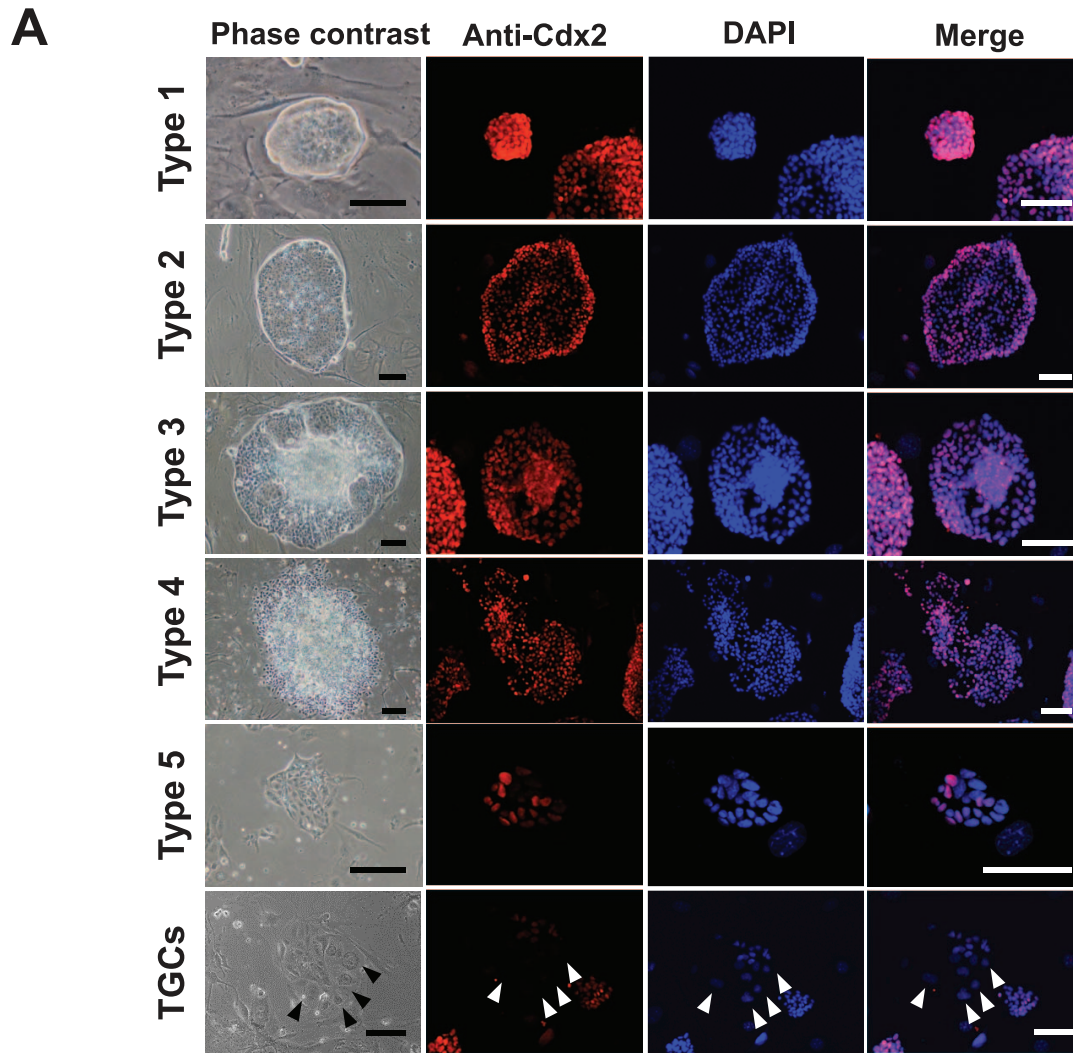 A
Phase contrast Anti-Cdx2 DAPI Merge
Type 1
Type 2
Type 3
Type 4
Type 5
TGCs